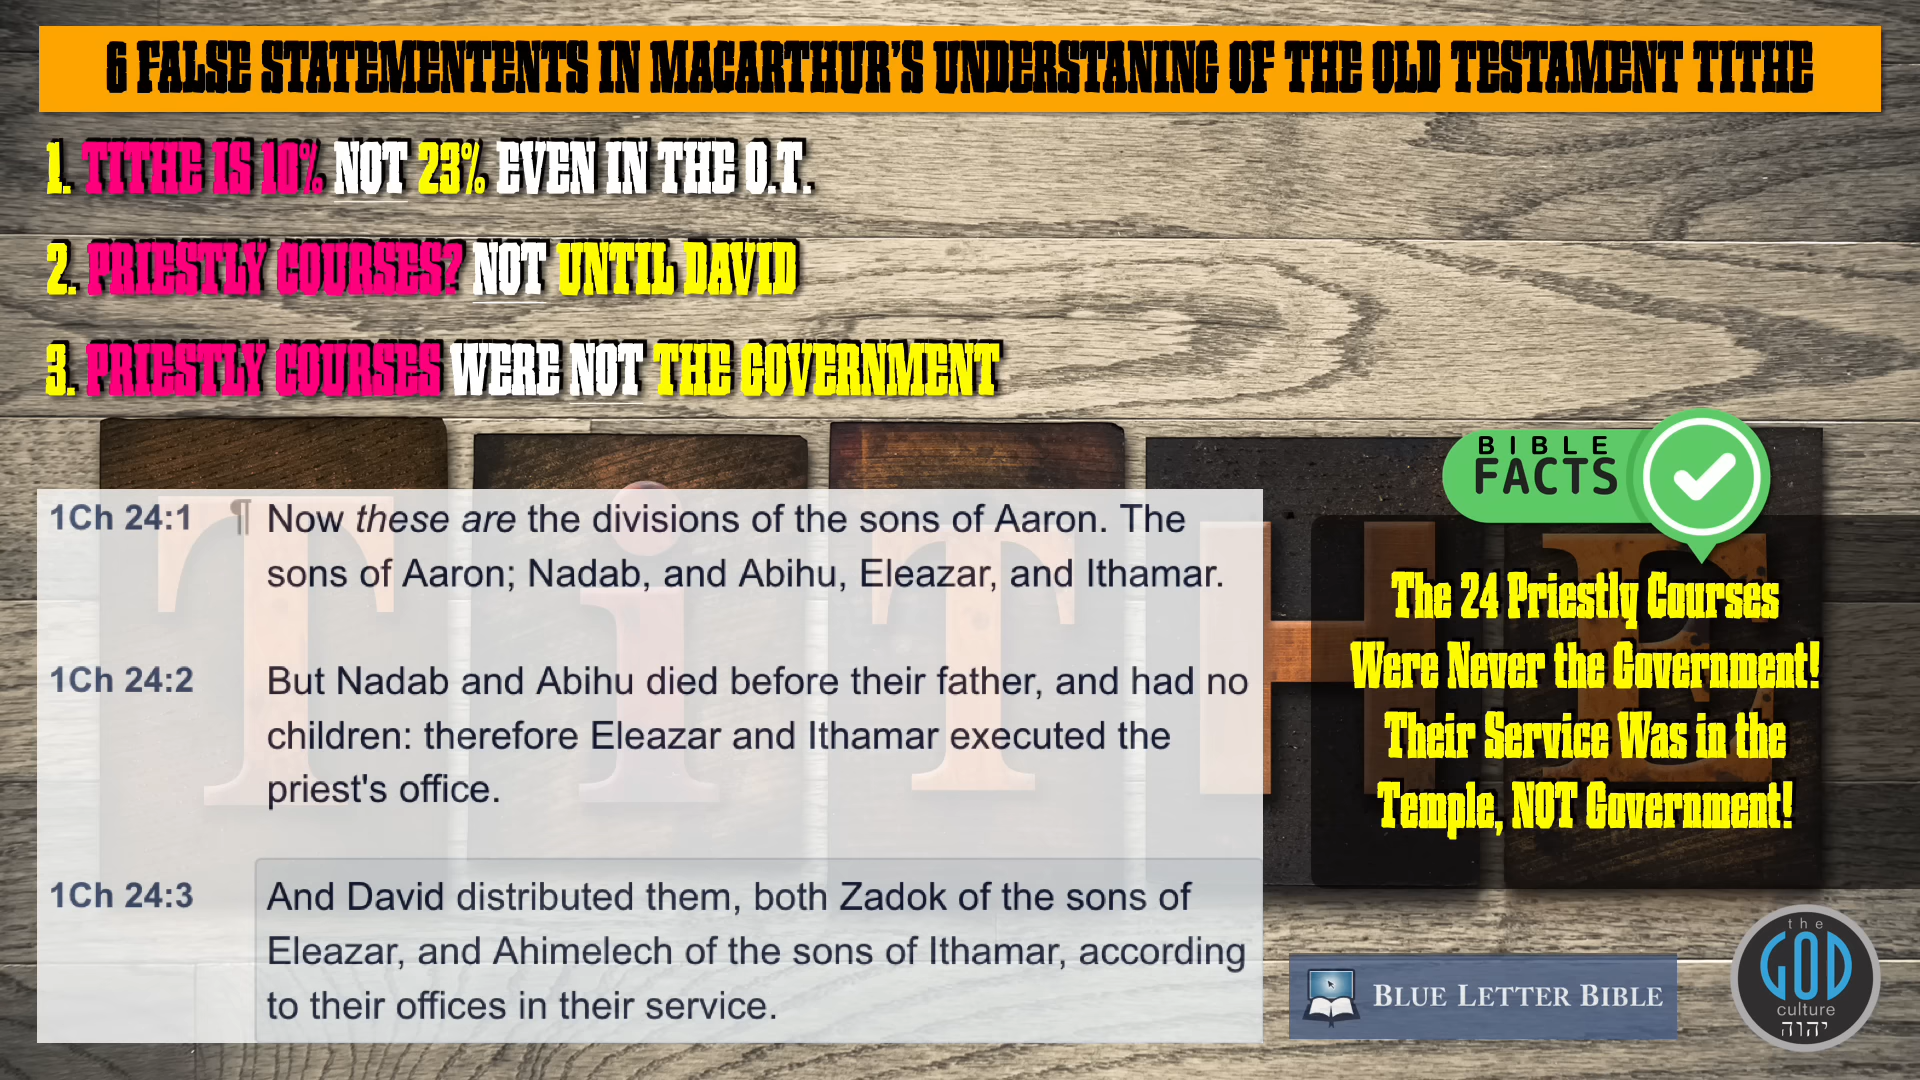 6 FALSE STATEMENTENTS IN MACARTHUR'S UNDERSTANING OF THE OLD TESTAMENT TITHE
1. TITHE IS 10% NOT 23% EVEN IN THE O.T.
2. PRIESTLY COURSES? NOT UNTIL DAVID
3. PRIESTLY COURSES WERE NOT THE GOVERNMENT
BIBLE
FACTS
TiTHE
1Ch 24:1 ¶ Now these are the divisions of the sons of Aaron. The
sons of Aaron; Nadab, and Abihu, Eleazar, and Ithamar.
1Ch 24:2 But Nadab and Abihu died before their father, and had no
children: therefore Eleazar and Ithamar executed the
priest's office.
1Ch 24:3 And David distributed them, both Zadok of the sons of
Eleazar, and Ahimelech of the sons of Ithamar, according
to their offices in their service.
The 24 Priestly Courses
Were Never the Government!
Their Service Was in the
Temple, NOT Government!
BLUE LETTER BIBLE
the
GOD
culture
יהוה